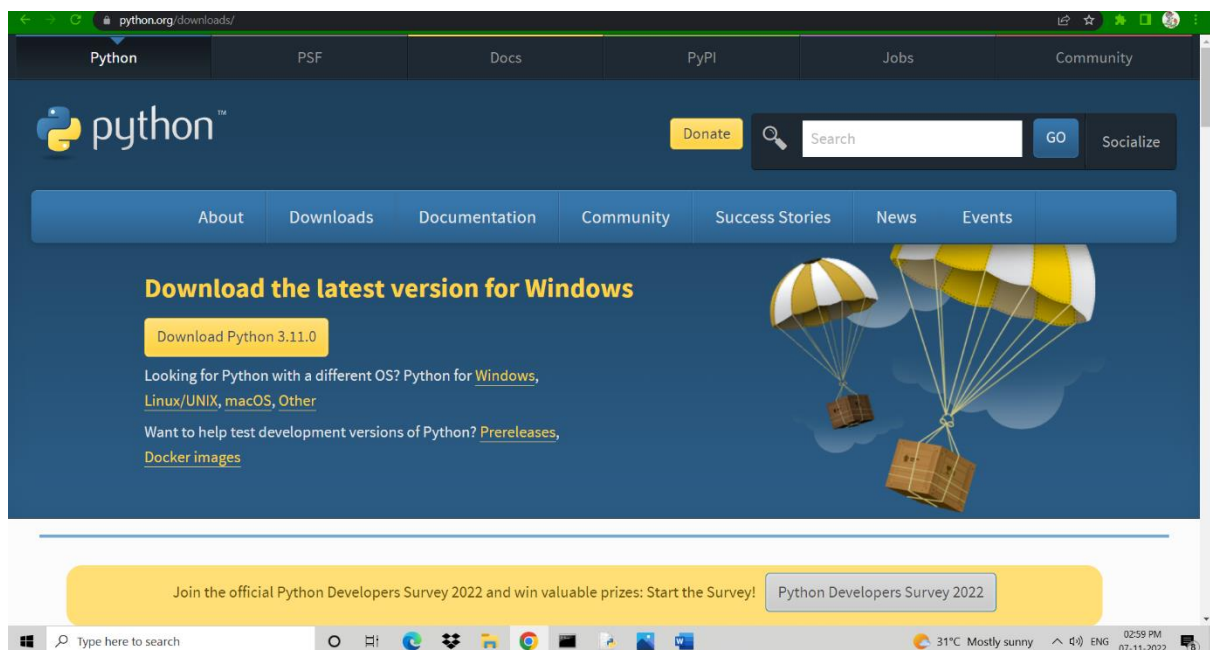 python.org/downloads/
Python PSF Docs PyPI Jobs Community
python™
Donate Search GO Socialize
About Downloads Documentation Community Success Stories News Events
Download the latest version for Windows
Download Python 3.11.0
Looking for Python with a different OS? Python for Windows,
Linux/UNIX, macOS, Other
Want to help test development versions of Python? Prereleases,
Docker images
Join the official Python Developers Survey 2022 and win valuable prizes: Start the Survey! Python Developers Survey 2022
Type here to search 31°C Mostly sunny ENG 02:59 PM
07-11-2022